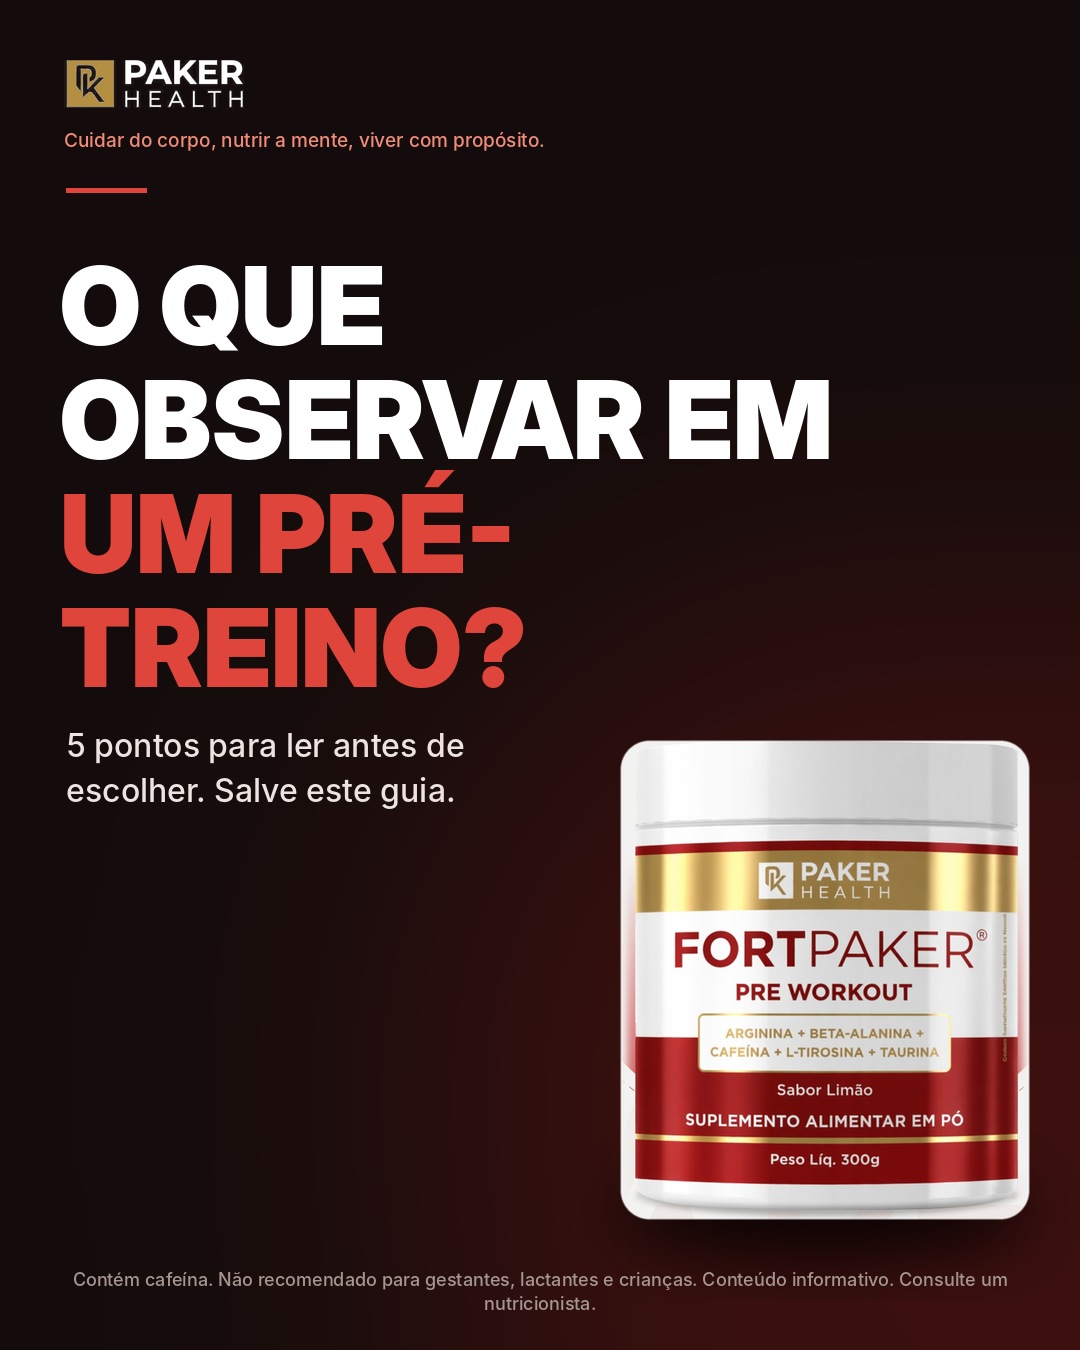 PAKER
HEALTH
Cuidar do corpo, nutrir a mente, viver com propósito.
O QUE
OBSERVAR EM
UM PRÉ-
TREINO?
5 pontos para ler antes de
escolher. Salve este guia.
PAKER
HEALTH
FORTPAKER®
PRE WORKOUT
ARGININA + BETA-ALANINA +
CAFEÍNA + L-TIROSINA + TAURINA
Sabor Limão
SUPLEMENTO ALIMENTAR EM PÓ
Peso Líq. 300g
Contém cafeína. Não recomendado para gestantes, lactantes e crianças. Conteúdo informativo. Consulte um
nutricionista.